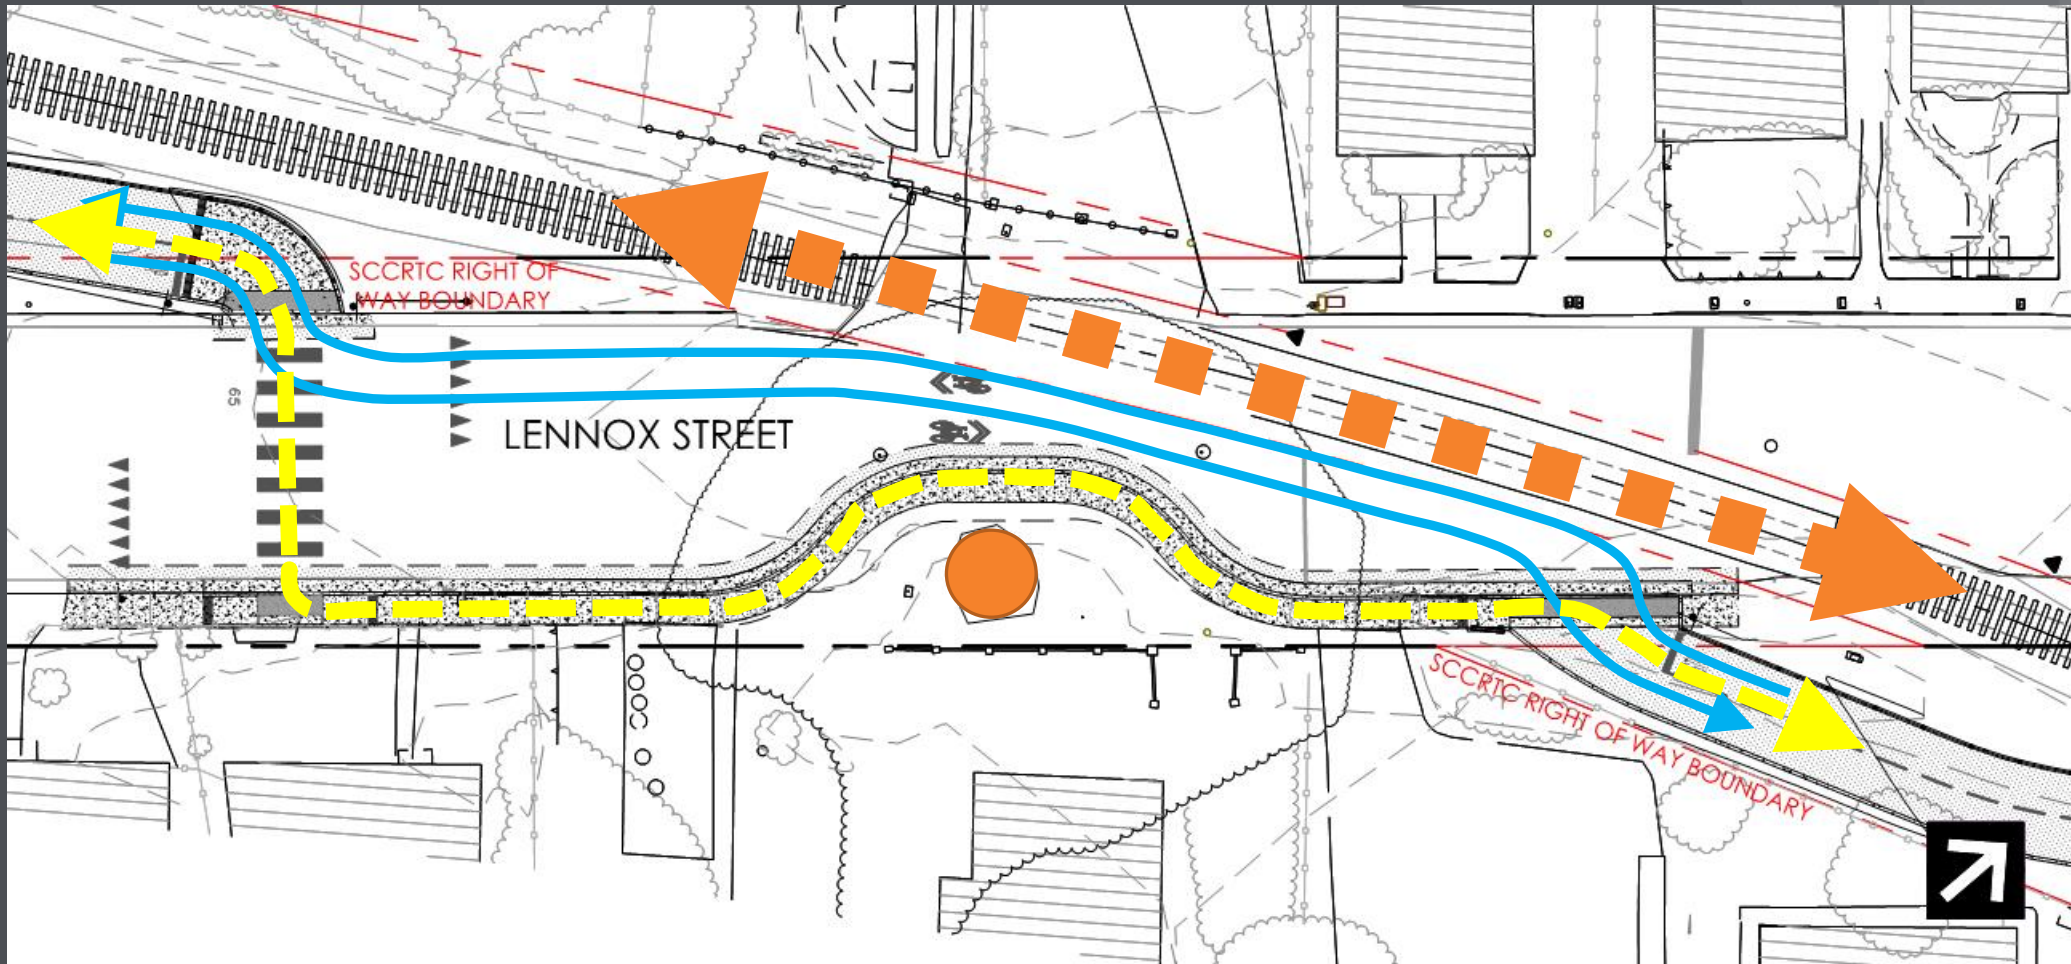 SCCRTC RIGHT OF
WAY BOUNDARY
65
LENNOX STREET
SCCRTC RIGHT OF WAY BOUNDARY